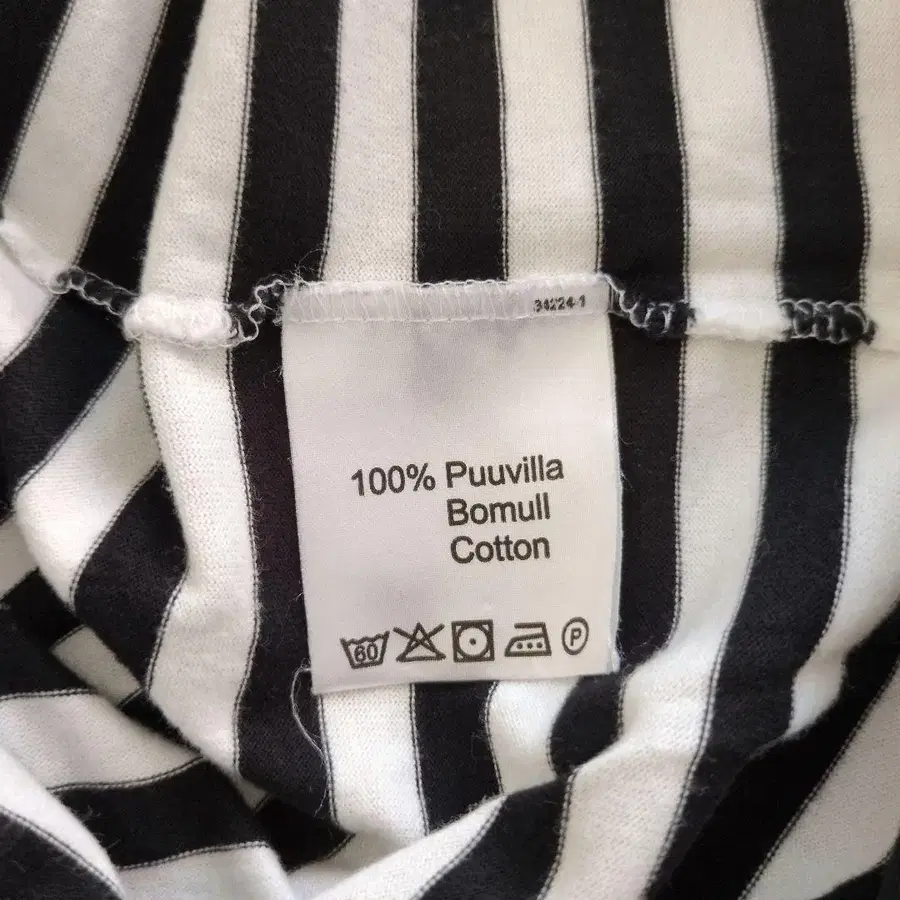 34224-1
100% Puuvilla
Bomull
Cotton
60 P